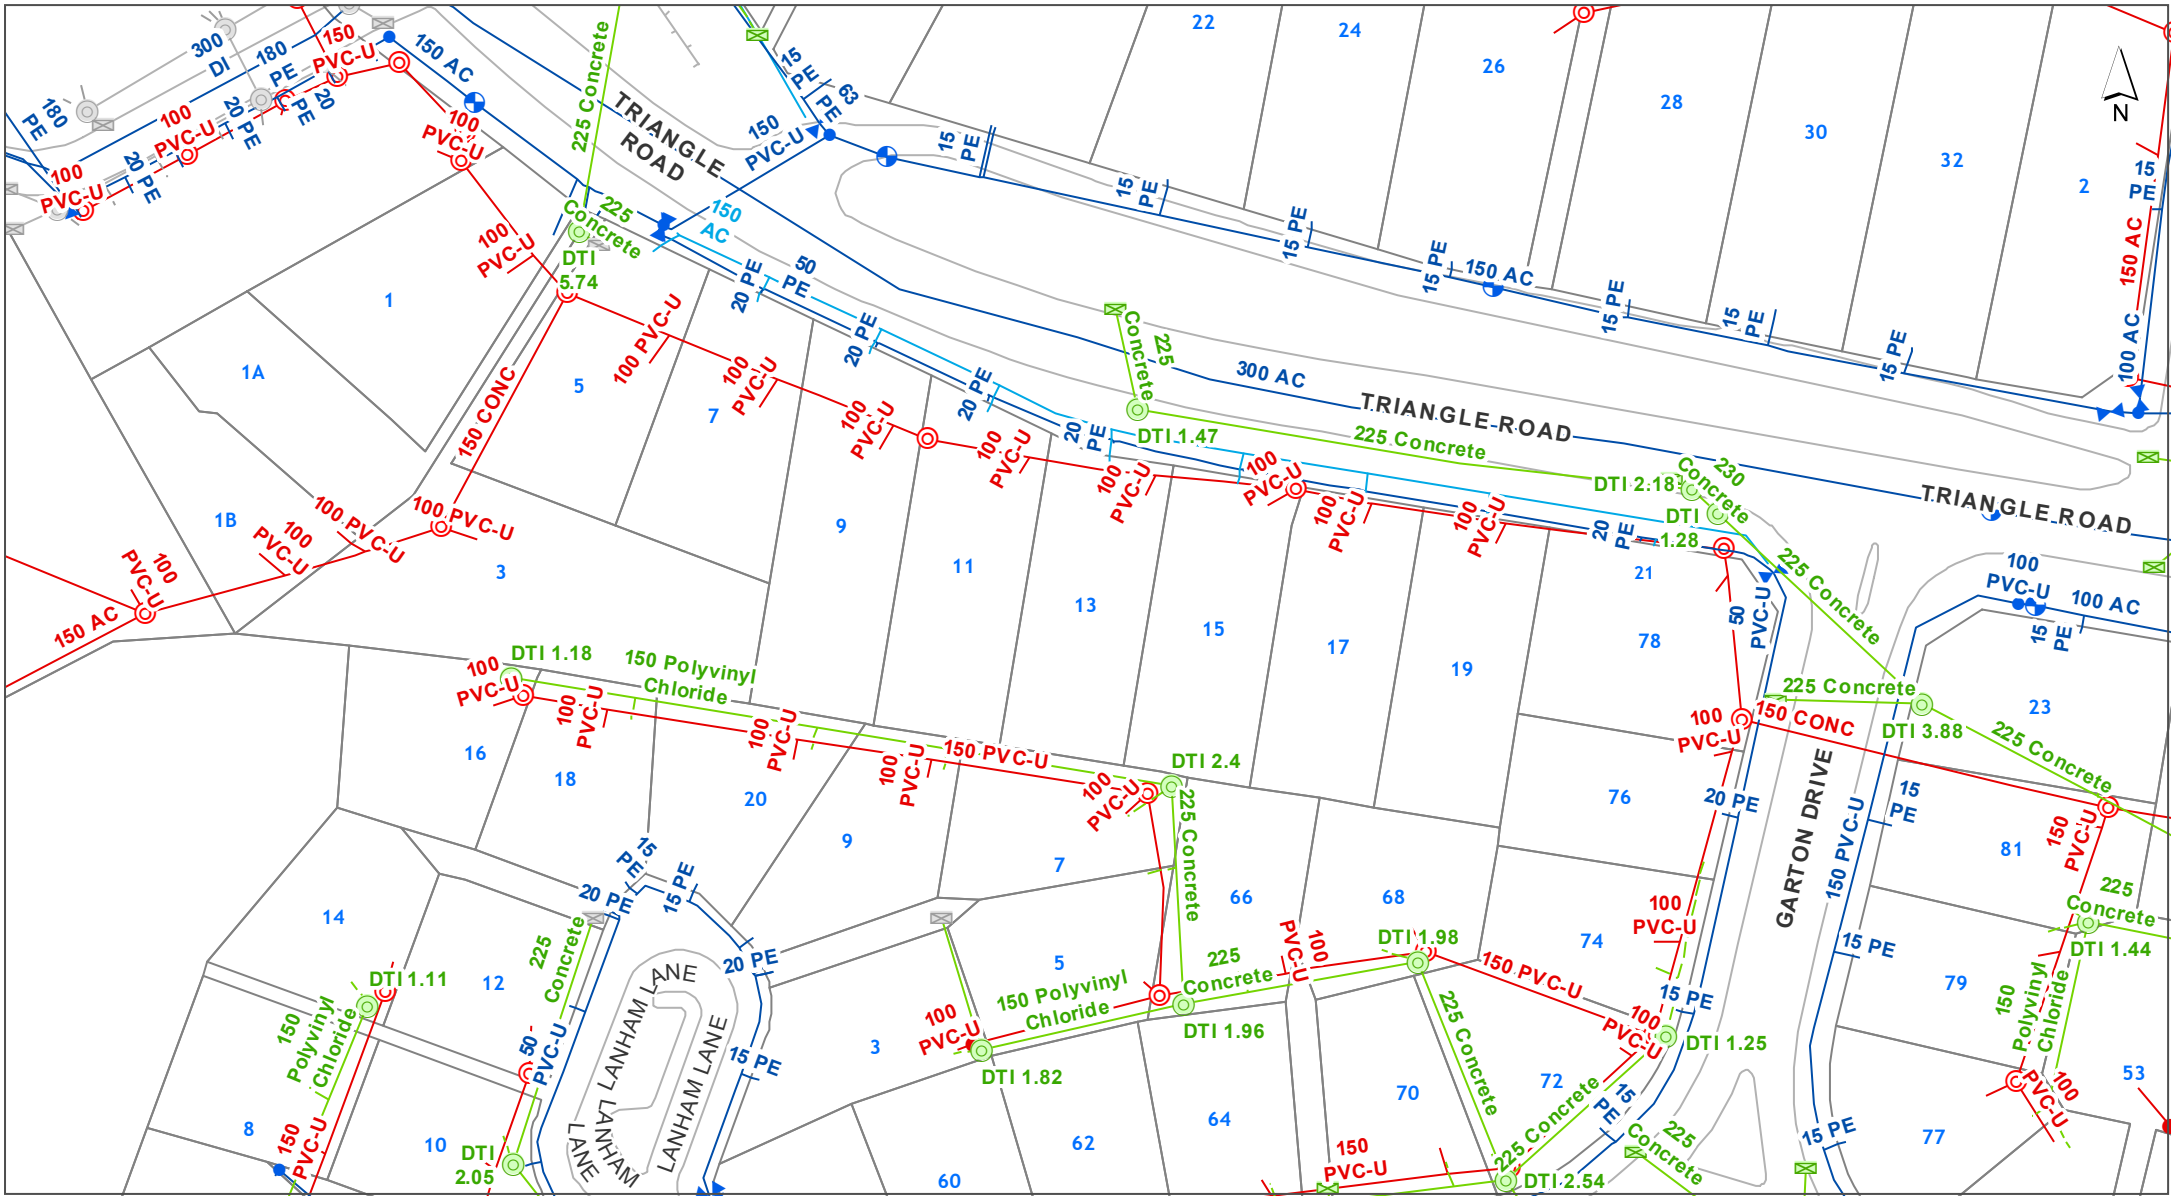 22
24
26
28
30
32
2
N
300
DI
180
PE
150
PVC-U
20
PE
150 AC
225 Concrete
15 PE
PE
63
180
PE
100
PVC-U
20 PE
20 PE
100
PVC-U
100
PVC-U
TRIANGLE
ROAD
150
PVC-U
15
PE
15
PE
15 PE
15 PE
150 AC
15 PE
15
PE
15 PE
15
PE
150 AC
100 AC
225
Concrete
DTI
5.74
150
AC
100
PVC-U
50
PE
20 PE
20 PE
20 PE
20
PE
1
1A
1B
5
7
100 PVC-U
100
PVC-U
100
PVC-U
100
PVC-U
100
PVC-U
100
PVC-U
100
PVC-U
100
PVC-U
225
Concrete
DTI 1.47
300 AC
TRIANGLE ROAD
225 Concrete
DTI 2.18
230
Concrete
DTI
1.28
TRIANGLE ROAD
150 CONC
100 PVC-U
100 PVC-U
100
PVC-U
100
PVC-U
150 AC
3
9
11
13
15
17
19
21
78
20
PE
50
PVC-U
225 Concrete
100
PVC-U
100 AC
15
PE
23
225 Concrete
DTI 3.88
225 Concrete
150 CONC
100
PVC-U
DTI 1.18
150 Polyvinyl
Chloride
100
PVC-U
100
PVC-U
100
PVC-U
100
PVC-U
150 PVC-U
100
PVC-U
DTI 2.4
225 Concrete
16
18
20
9
7
76
20 PE
GARTON DRIVE
150 PVC-U
15
PE
81
150
PVC-U
225
Concrete
DTI 1.44
14
12
20 PE
15
PE
15 PE
20 PE
15 PE
225
Concrete
LANHAM LANE
LANHAM LANE
LANHAM LANE
5
66
68
74
100
PVC-U
100
PVC-U
DTI 1.98
150 PVC-U
15 PE
15 PE
79
150
Polyvinyl
Chloride
DTI 1.11
150
Polyvinyl
Chloride
150
PVC-U
50
PVC-U
DTI
2.05
8
10
3
100
PVC-U
150 Polyvinyl
Chloride
225
Concrete
DTI 1.96
DTI 1.82
225 Concrete
100
PVC-U
DTI 1.25
72
70
64
62
60
225 Concrete
15
PE
225
Concrete
DTI 2.54
150
PVC-U
15 PE
77
100
PVC-U
53